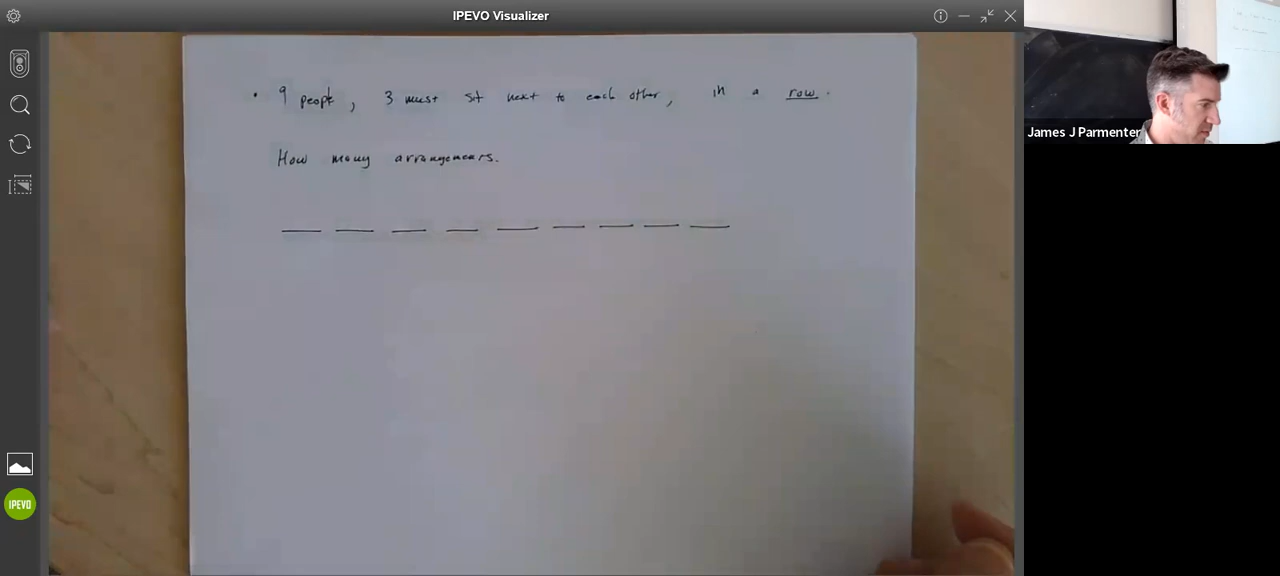 IPEVO Visualizer
• 9 people, 3 must sit next to each other, in a row.
How many arrangements.
James J Parmenter
IPEVO